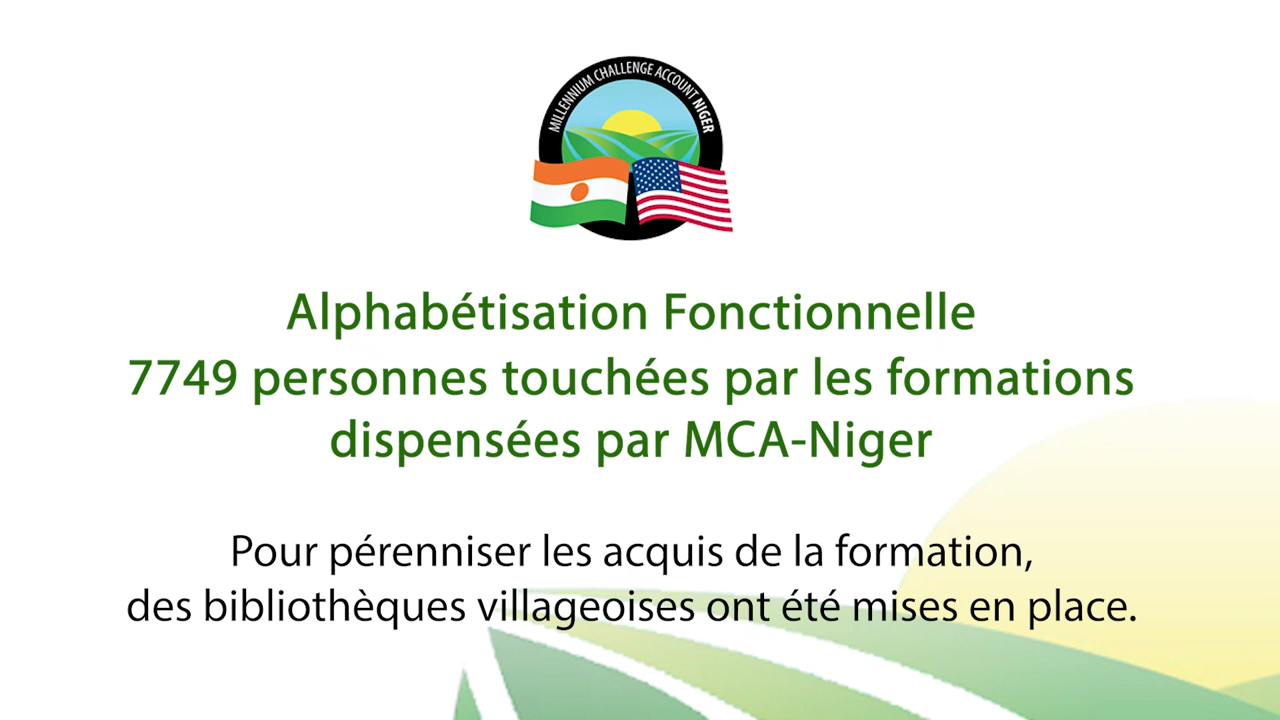 MILLENNIUM CHALLENGE ACCOUNT NIGER
Alphabétisation Fonctionnelle
7749 personnes touchées par les formations
dispensées par MCA-Niger
Pour pérenniser les acquis de la formation,
des bibliothèques villageoises ont été mises en place.